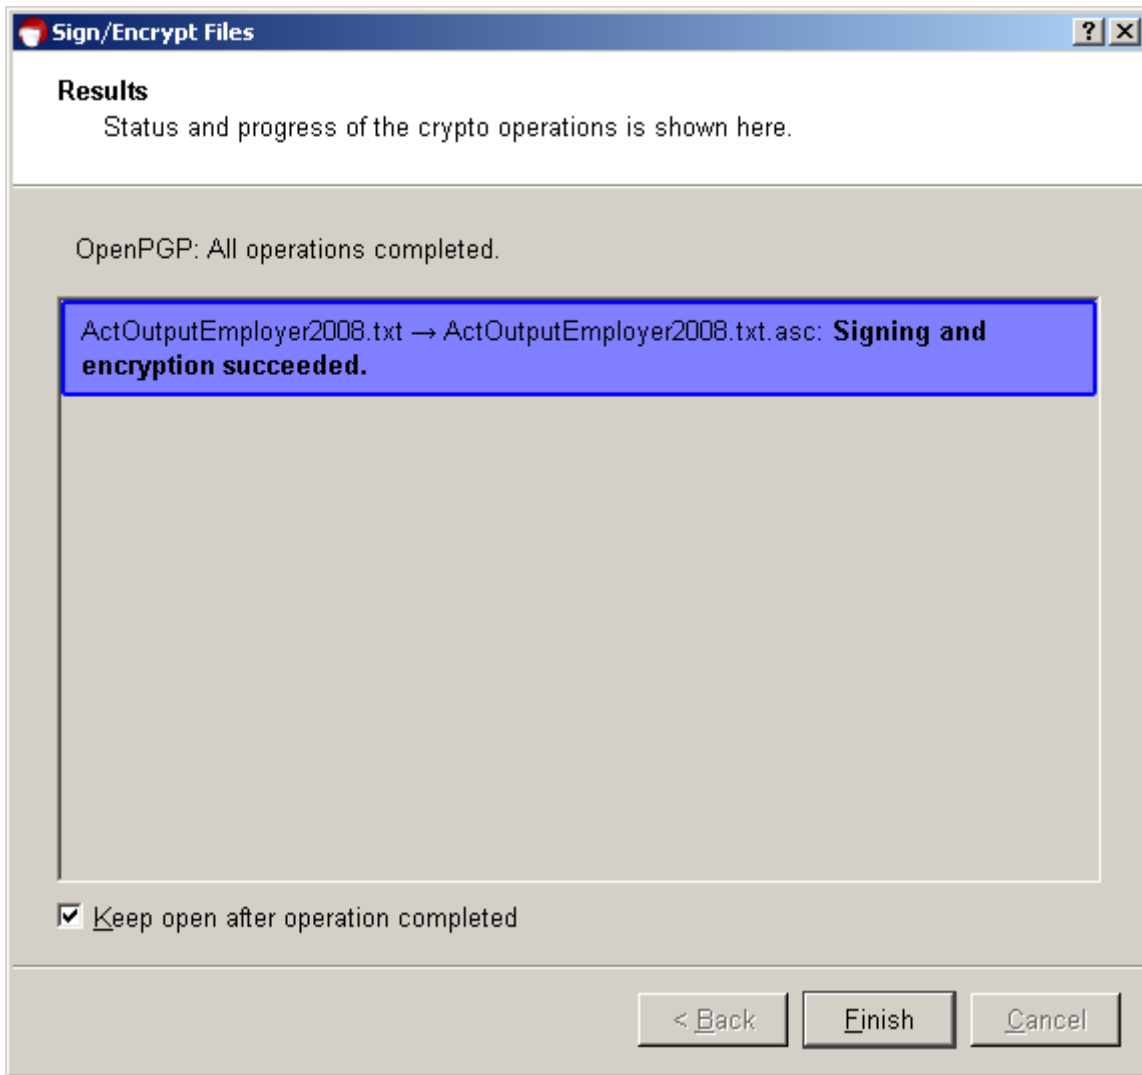 Sign/Encrypt Files
Results
Status and progress of the crypto operations is shown here.
OpenPGP: All operations completed.
ActOutputEmployer2008.txt → ActOutputEmployer2008.txt.asc: Signing and
encryption succeeded.
Keep open after operation completed
< Back Finish Cancel